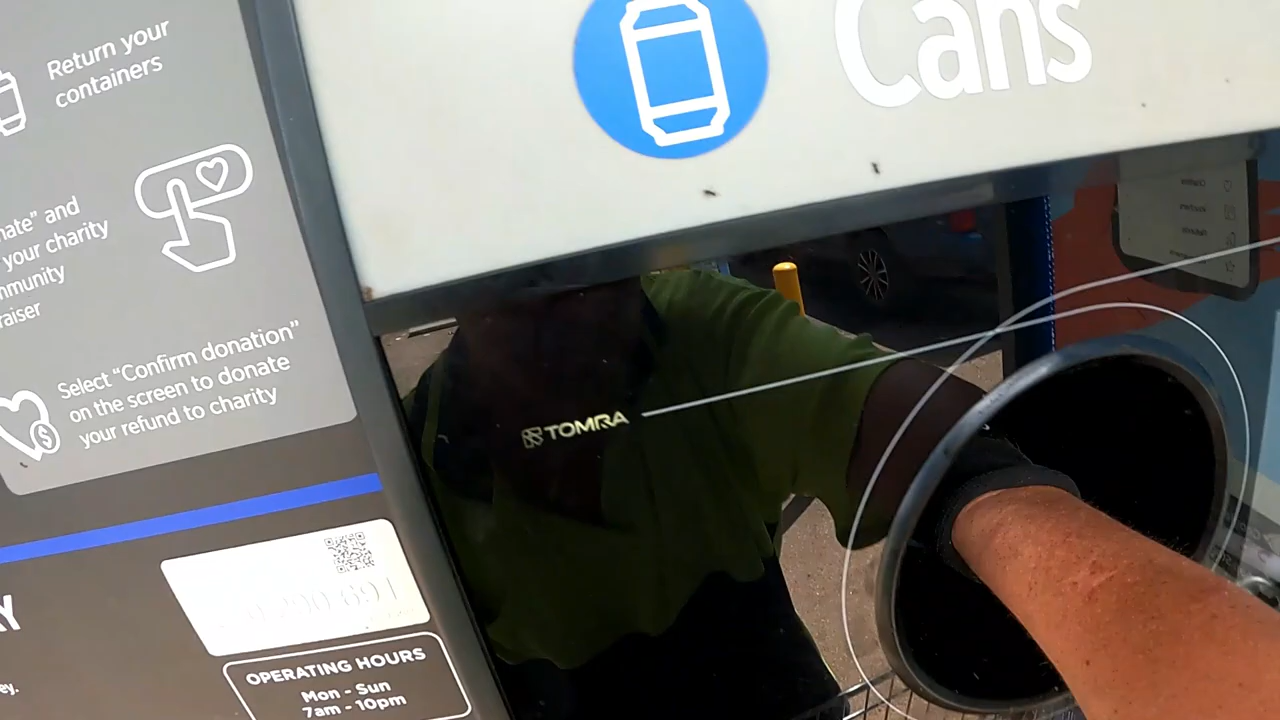 Return your
containers
nate" and
your charity
mmunity
raiser
Select "Confirm donation"
on the screen to donate
your refund to charity
Cans
TOMRA
OPERATING HOURS
Mon - Sun
7am - 10pm